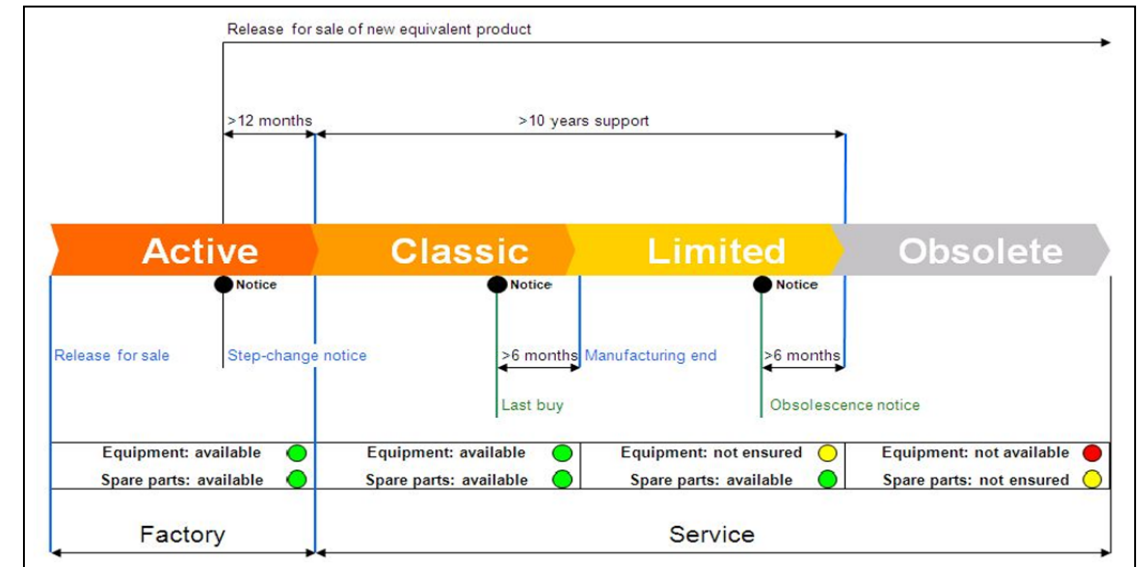 Release for sale of new equivalent product
>12 months
>10 years support
Active
Classic
Limited
Obsolete
Notice
Notice
Notice
Release for sale
Step-change notice
>6 months
Manufacturing end
>6 months
Last buy
Obsolescence notice
Equipment: available
Equipment: available
Equipment: not ensured
Equipment: not available
Spare parts: available
Spare parts: available
Spare parts: available
Spare parts: not ensured
Factory
Service